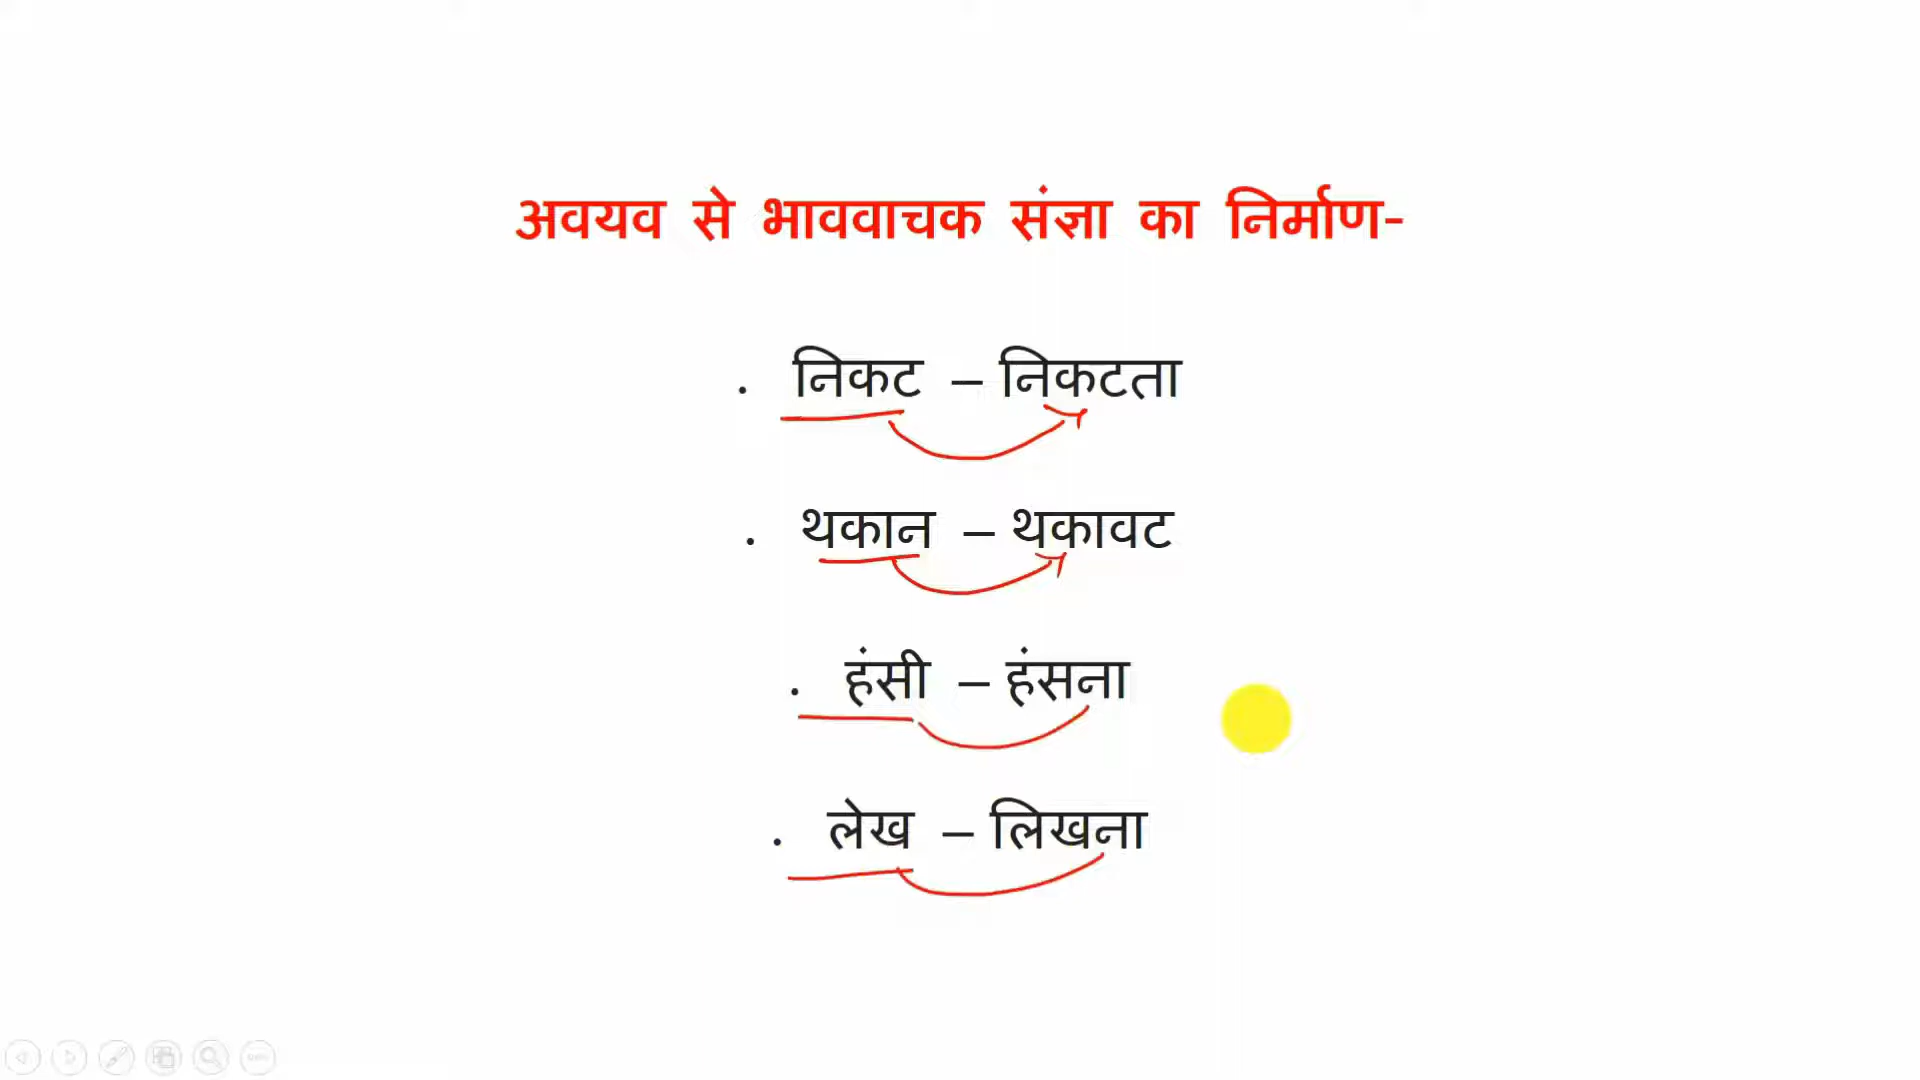 अवयव से भाववाचक संज्ञा का निर्माण-
. निकट – निकटता
. थकान – थकावट
. हंसी – हंसना
. लेख – लिखना